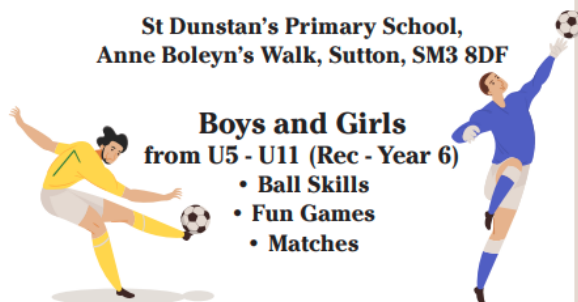 St Dunstan’s Primary School,
Anne Boleyn’s Walk, Sutton, SM3 8DF
Boys and Girls
from U5 - U11 (Rec - Year 6)
• Ball Skills
• Fun Games
• Matches